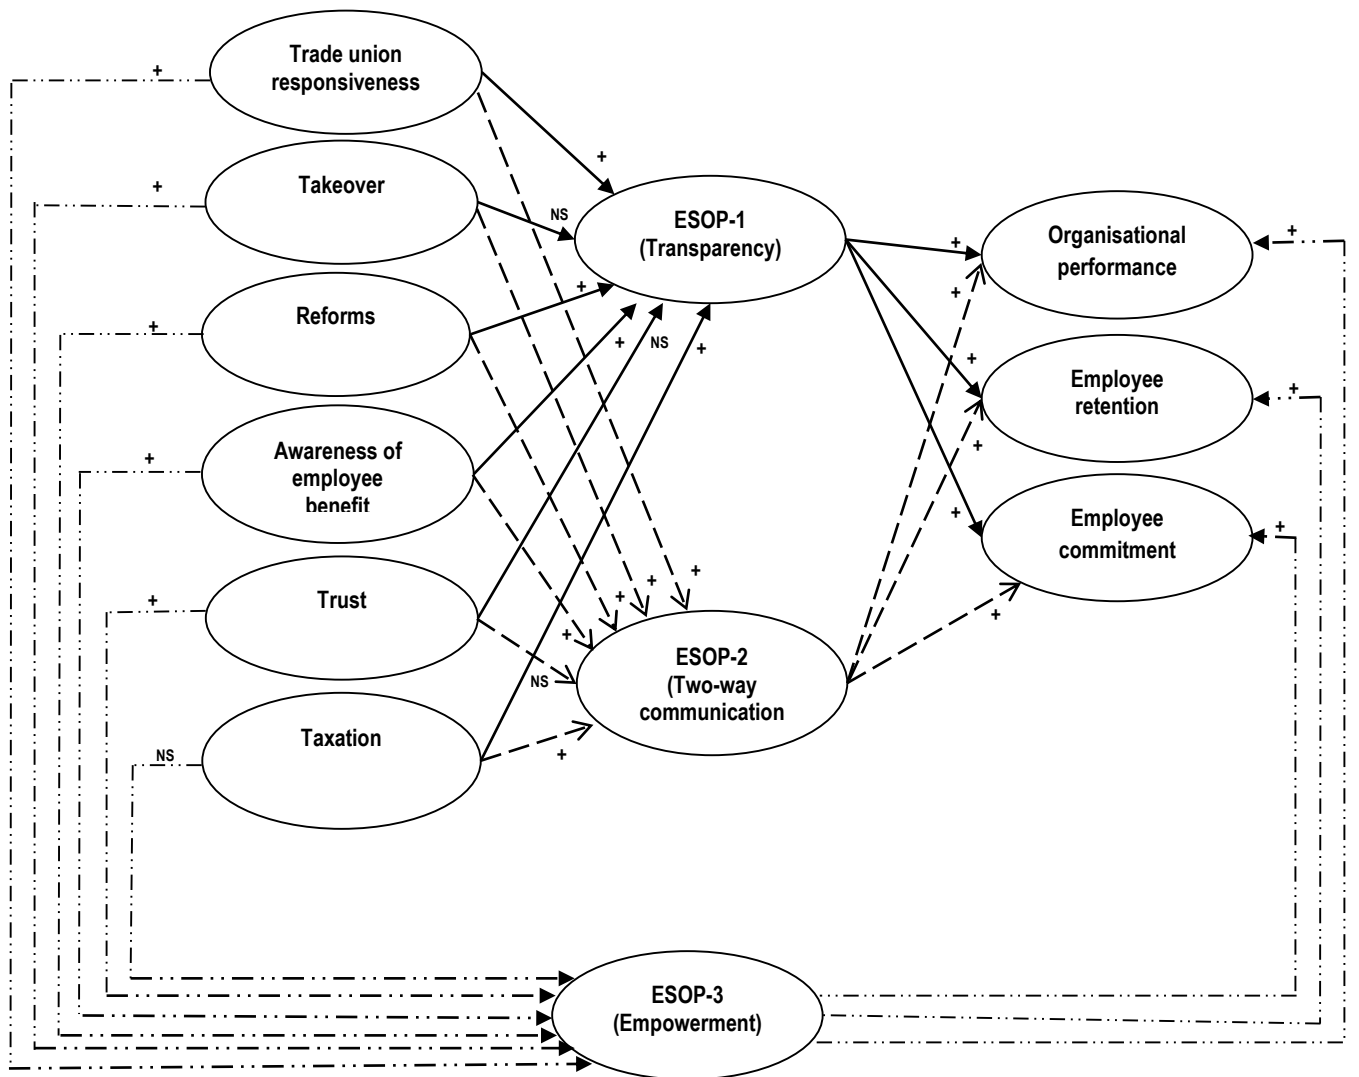 Trade union
responsiveness
+
+
Takeover
+
NS
ESOP-1
(Transparency)
Organisational
performance
+
+
+
Reforms
+
+
+
NS
+
Employee
retention
+
+
+
Awareness of
employee
benefit
+
Employee
commitment
+
+
Trust
+
+
+
+
+
NS
ESOP-2
(Two-way
communication
+
Taxation
NS
+
ESOP-3
(Empowerment)